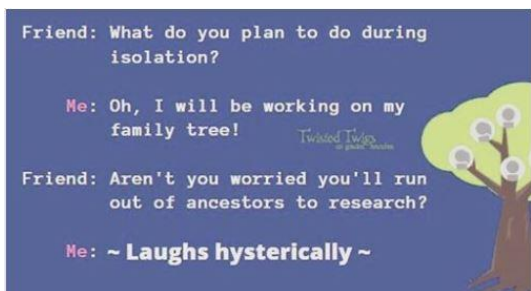 Friend: What do you plan to do during
isolation?
Me: Oh, I will be working on my
family tree!
Twisted Twigs
Friend: Aren't you worried you'll run
out of ancestors to research?
Me: ~ Laughs hysterically ~